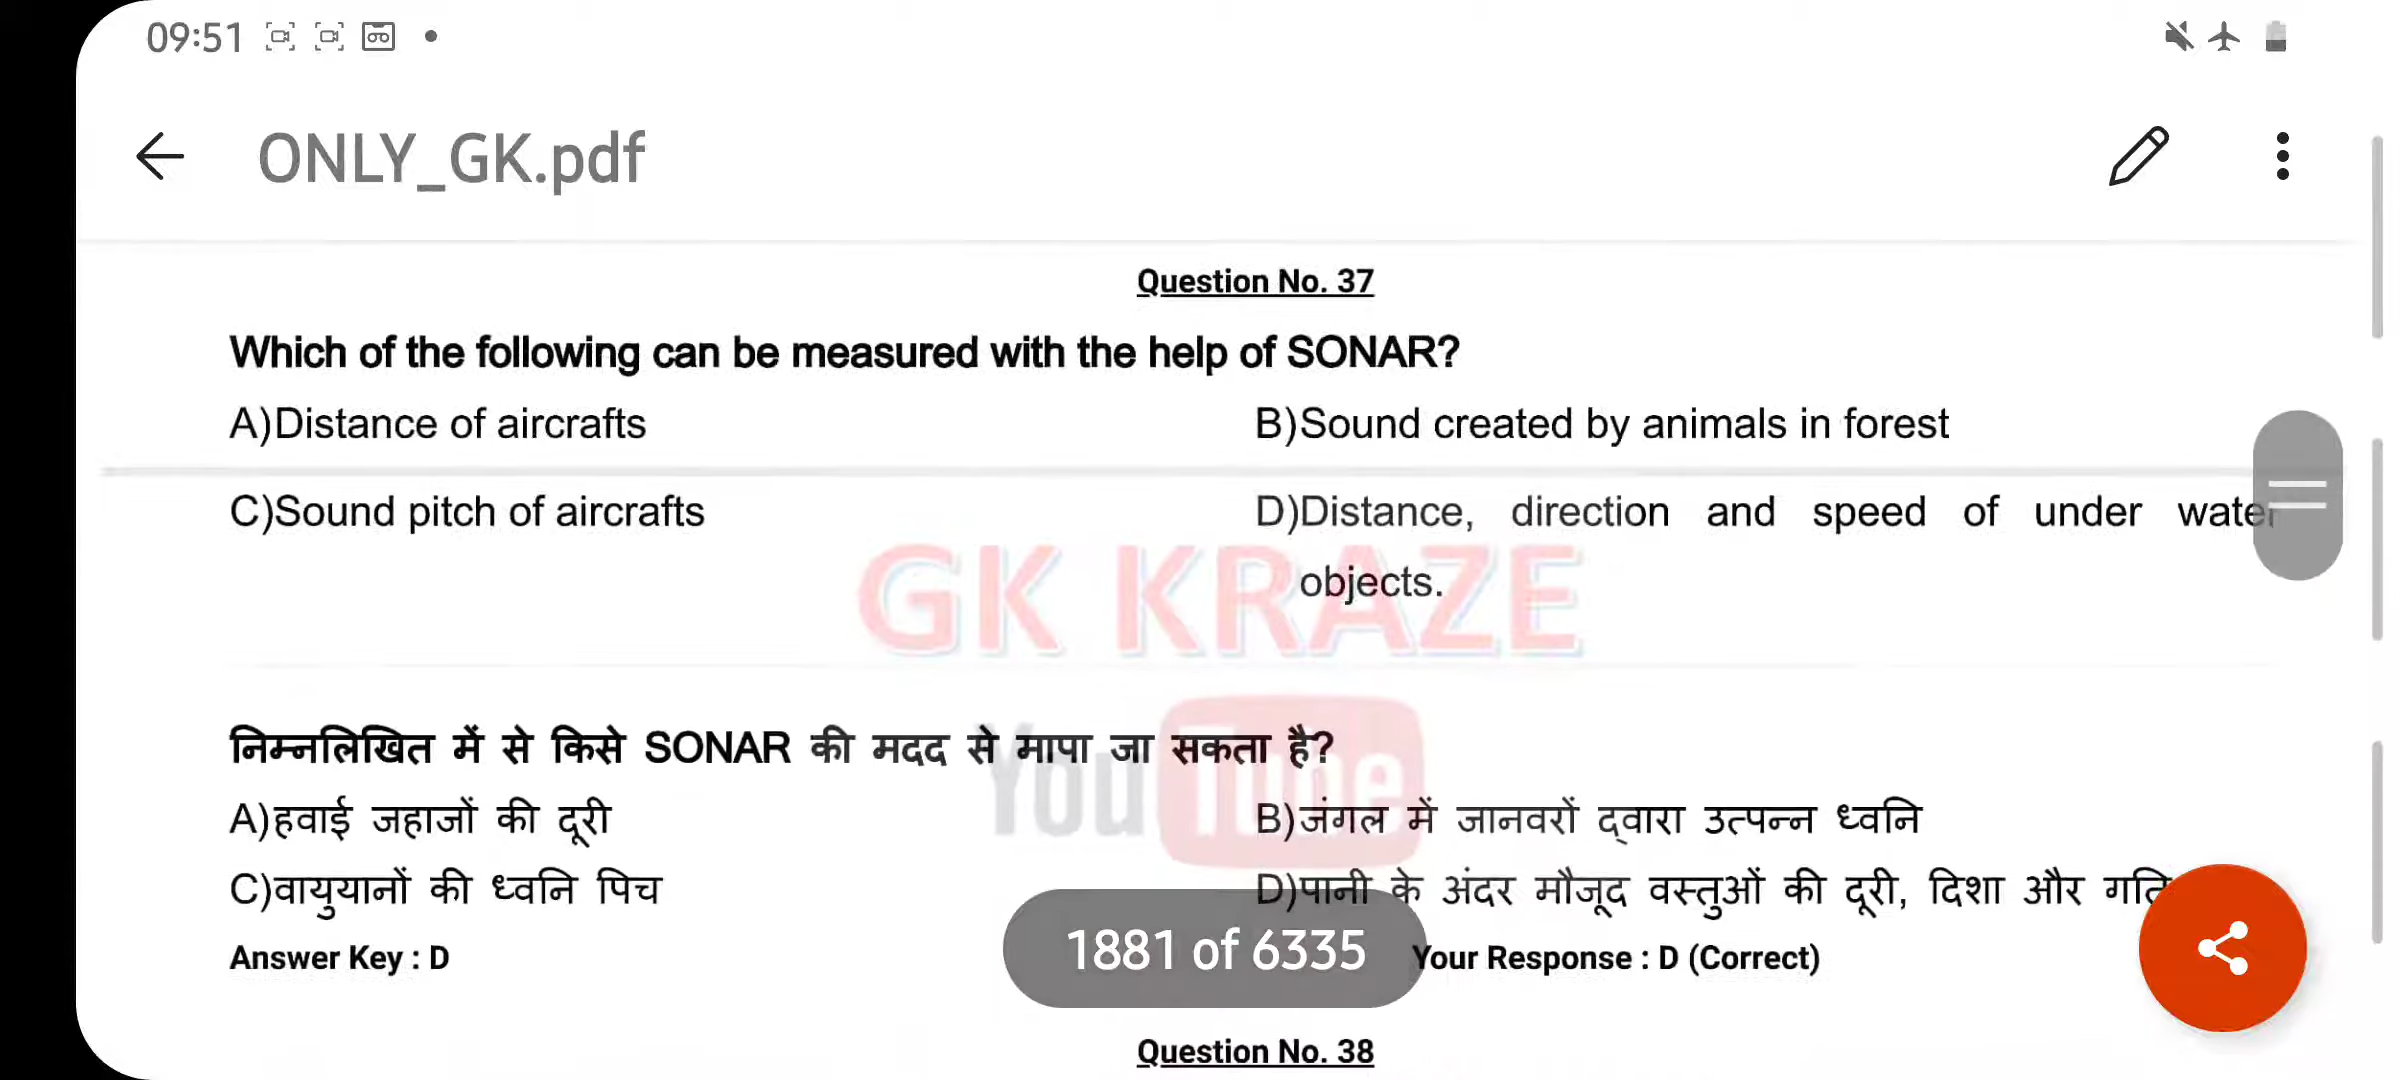 09:51
ONLY_GK.pdf
Question No. 37
Which of the following can be measured with the help of SONAR?
A)Distance of aircrafts
B)Sound created by animals in forest
C)Sound pitch of aircrafts
D)Distance, direction and speed of under water
objects.
GK KRAZE
निम्नलिखित में से किसे SONAR की मदद से मापा जा सकता है?
YouTube
A)हवाई जहाजों की दूरी
B)जंगल में जानवरों द्वारा उत्पन्न ध्वनि
C)वायुयानों की ध्वनि पिच
D)पानी के अंदर मौजूद वस्तुओं की दूरी, दिशा और गति
Answer Key : D
1881 of 6335
Your Response : D (Correct)
Question No. 38